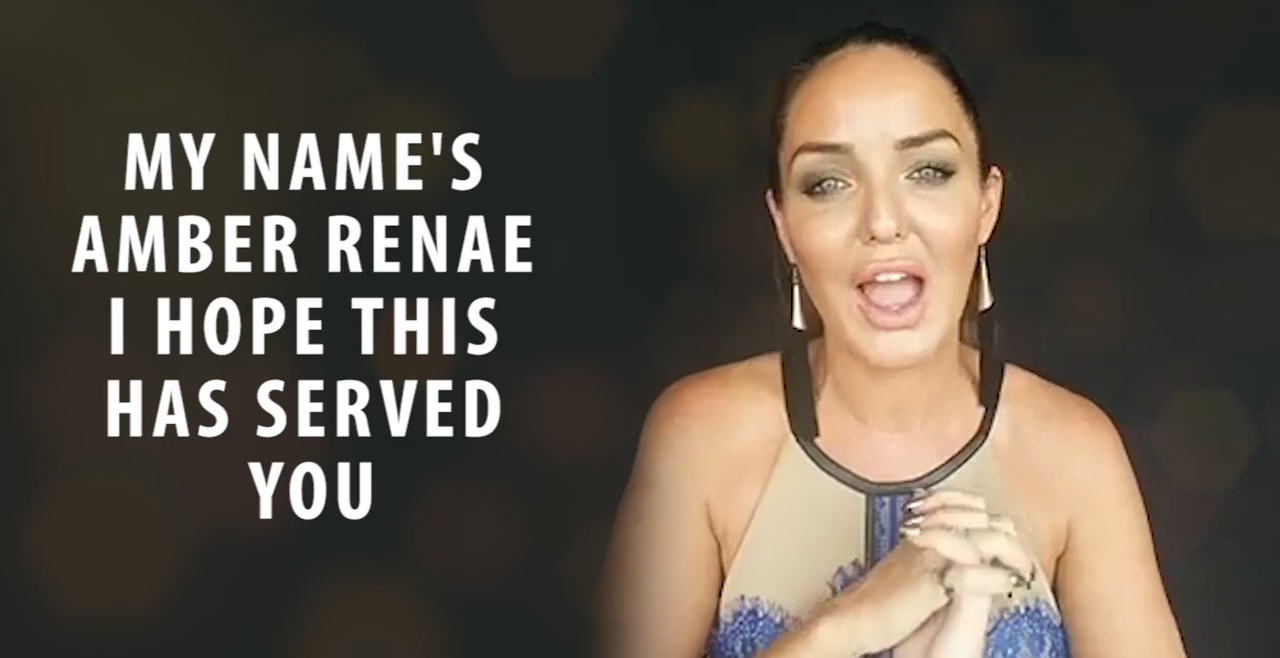 MY NAME'S
AMBER RENAE
I HOPE THIS
HAS SERVED
YOU